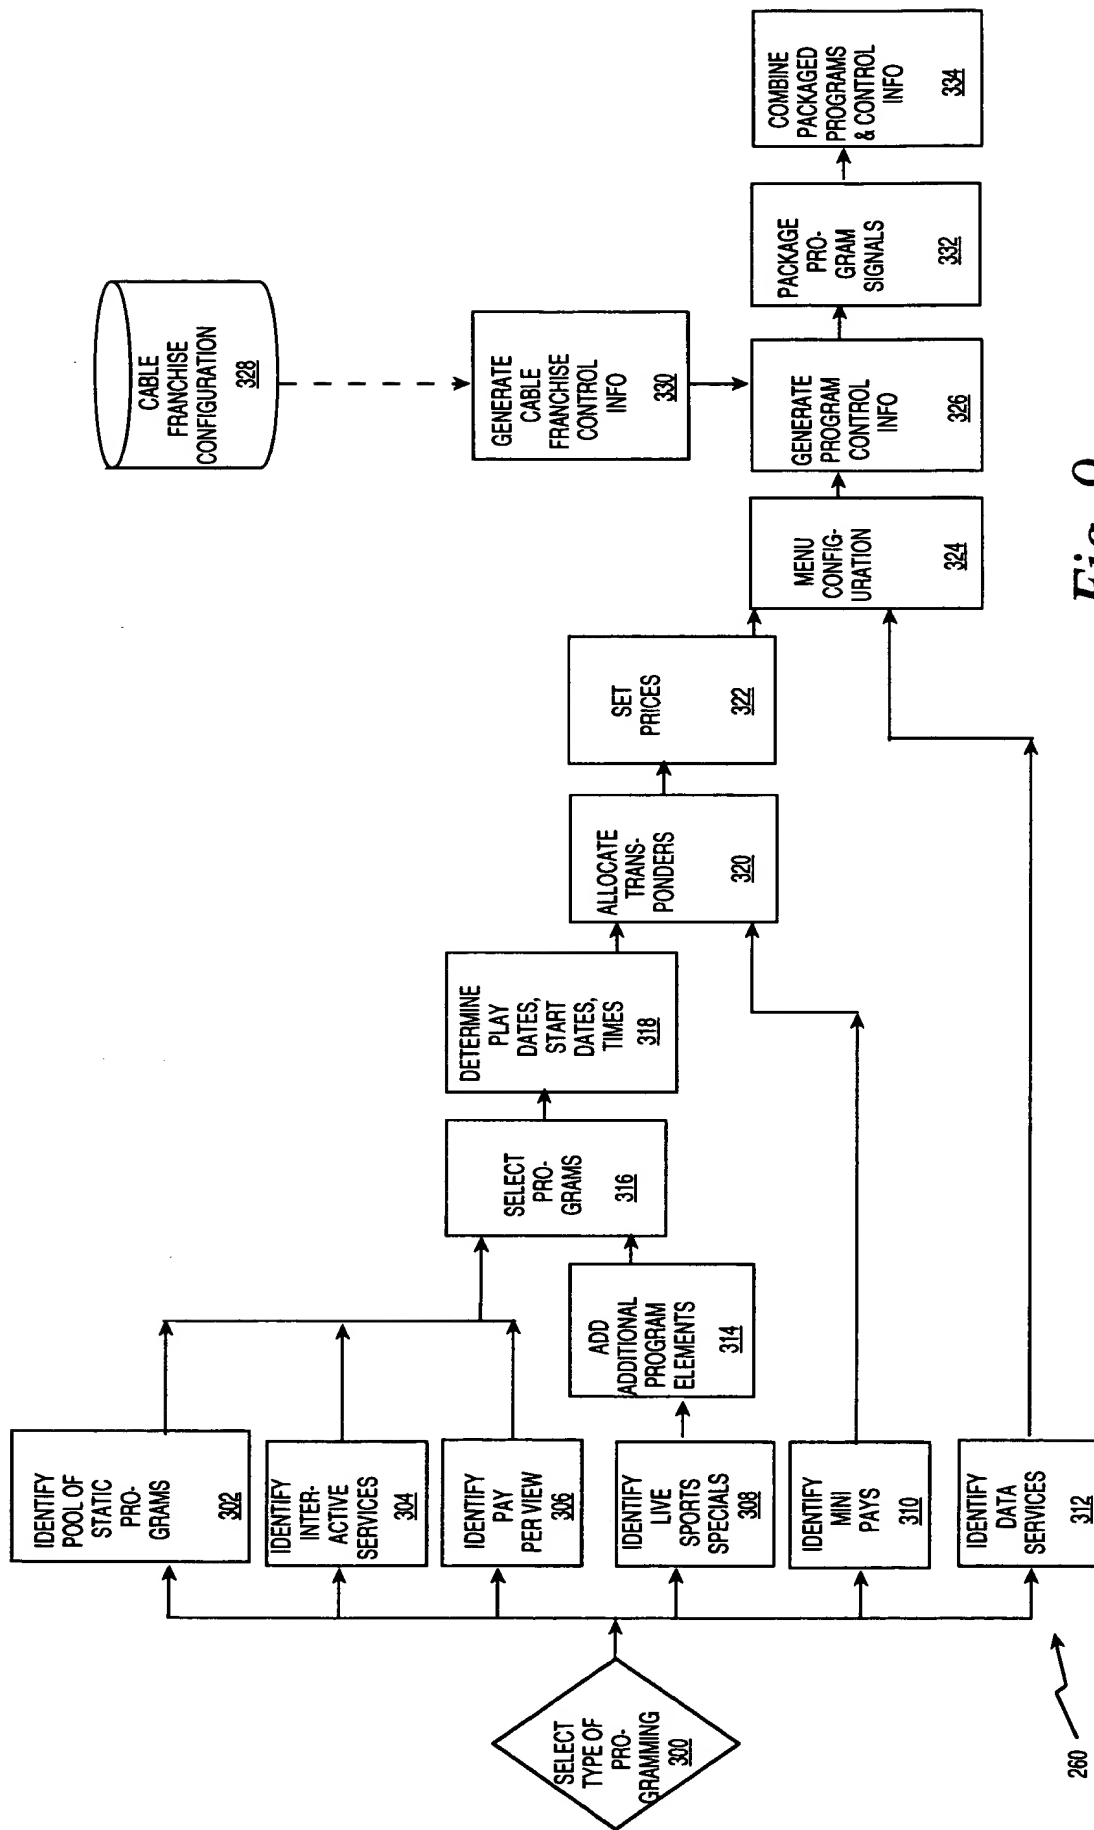 SELECT
TYPE OF
PRO-
GRAMMING
300
IDENTIFY
POOL OF
STATIC
PRO-
GRAMS
302
IDENTIFY
INTER-
ACTIVE
SERVICES
304
IDENTIFY
PAY
PER VIEW
306
IDENTIFY
LIVE
SPORTS
SPECIALS
308
IDENTIFY
MINI
PAYS
310
IDENTIFY
DATA
SERVICES
312
ADD
ADDITIONAL
PROGRAM
ELEMENTS
314
SELECT
PRO-
GRAMS
316
DETERMINE
PLAY
DATES,
START
DATES,
TIMES
318
ALLOCATE
TRANS-
PONDERS
320
SET
PRICES
322
MENU
CONFIG-
URATION
324
CABLE
FRANCHISE
CONFIGURATION
328
GENERATE
CABLE
FRANCHISE
CONTROL
INFO
330
GENERATE
PROGRAM
CONTROL
INFO
326
PACKAGE
PRO-
GRAM
SIGNALS
332
COMBINE
PACKAGED
PROGRAMS
& CONTROL
INFO
334
260
Fig. 9